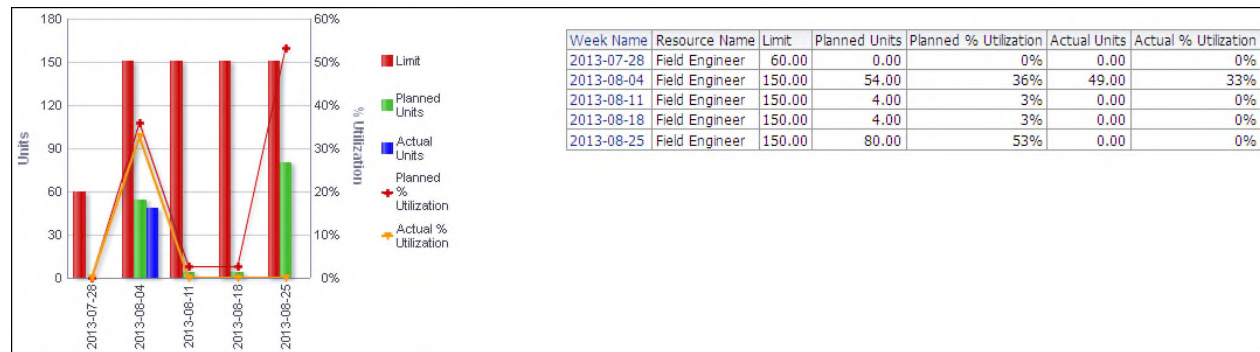 180
150
120
90
60
30
0
Units
60%
50%
40%
30%
20%
10%
0%
% Utilization
2013-07-28
2013-08-04
2013-08-11
2013-08-18
2013-08-25
Limit
Planned
Units
Actual
Units
Planned
%
Utilization
Actual %
Utilization
Week Name Resource Name Limit Planned Units Planned % Utilization Actual Units Actual % Utilization
2013-07-28 Field Engineer 60.00 0.00 0% 0.00 0%
2013-08-04 Field Engineer 150.00 54.00 36% 49.00 33%
2013-08-11 Field Engineer 150.00 4.00 3% 0.00 0%
2013-08-18 Field Engineer 150.00 4.00 3% 0.00 0%
2013-08-25 Field Engineer 150.00 80.00 53% 0.00 0%